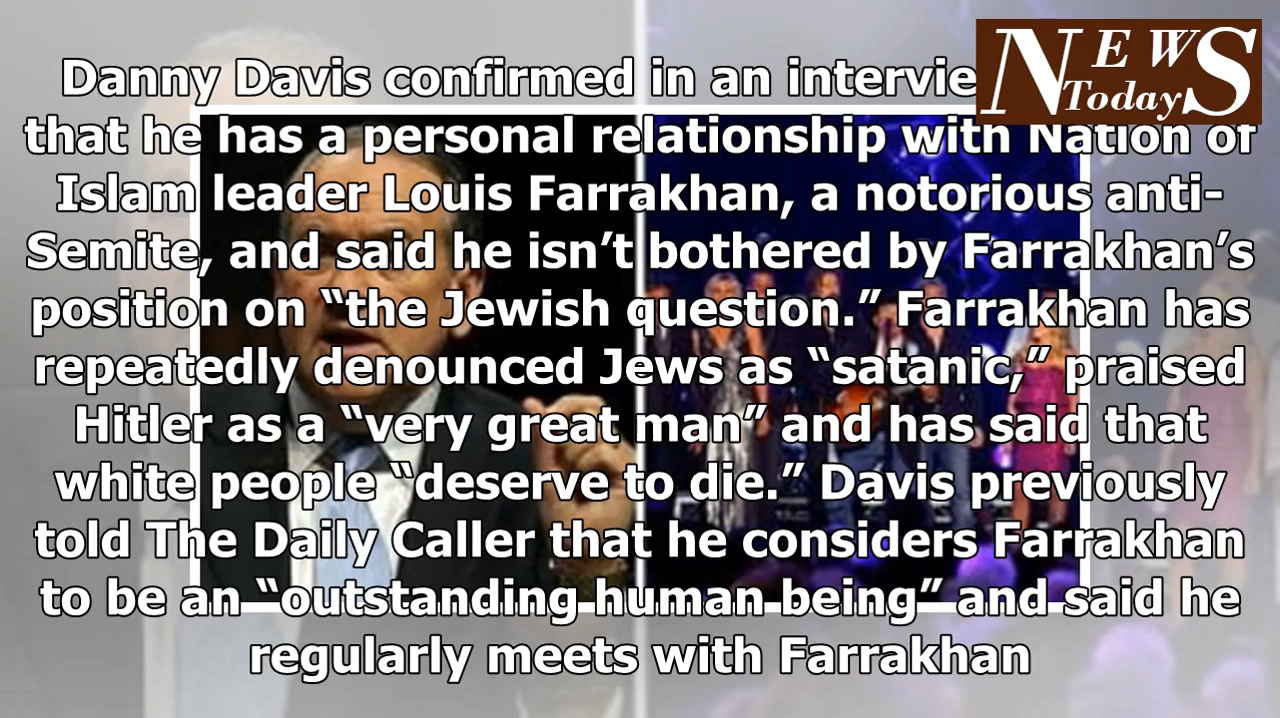 Danny Davis confirmed in an
that he has a personal relationship with Nation of
Islam leader Louis Farrakhan, a notorious anti-
Semite, and said he isn’t bothered by Farrakhan’s
position on “the Jewish question.” Farrakhan has
repeatedly denounced Jews as “satanic,” praised
Hitler as a “very great man” and has said that
white people “deserve to die.” Davis previously
told The Daily Caller that he considers Farrakhan
to be an “outstanding human being” and said he
regularly meets with Farrakhan
NEWS
Today